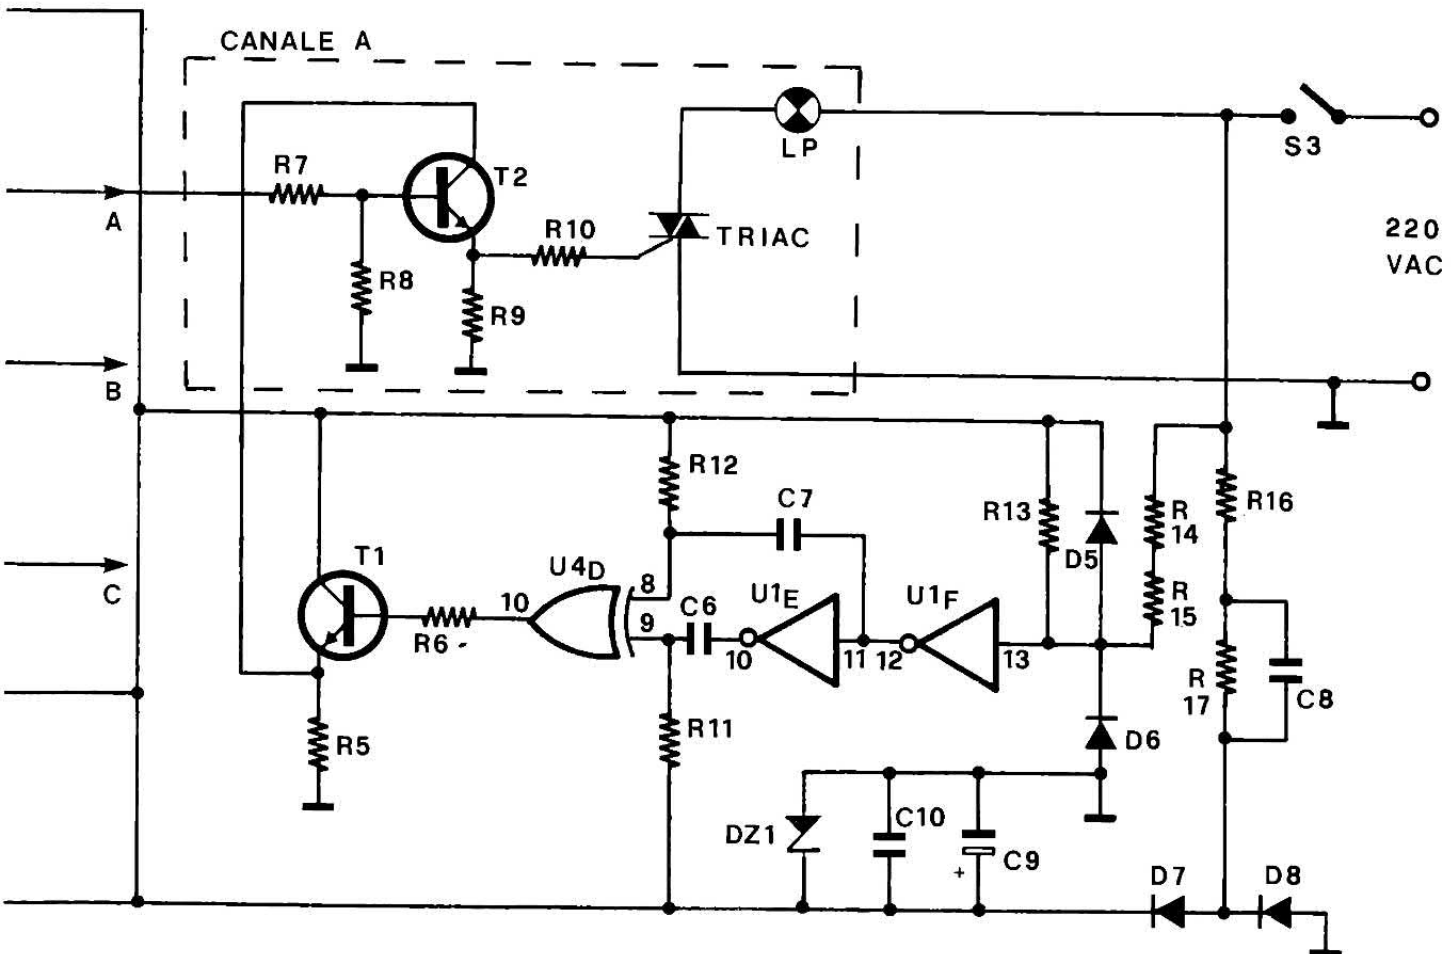 CANALE A
LP
S3
R7
T2
A
R10
TRIAC
220
VAC
R8
R9
B
R12
C7
R13
D5
R
14
R16
C
T1
U4D
8
U1E
U1F
R
15
10
9
C6
R6
10
11
12
13
R
17
C8
R5
R11
D6
DZ1
C10
C9
+
D7
D8